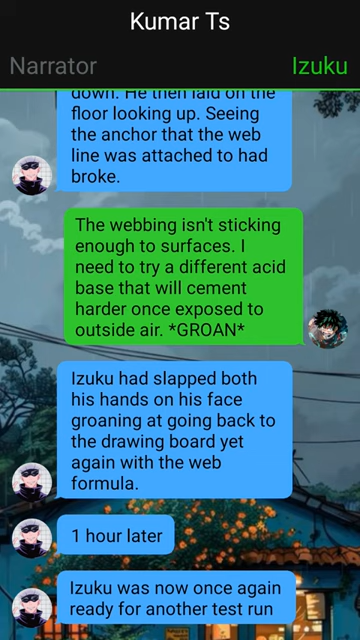 Kumar Ts
Narrator
Izuku
down. He then laid on the
floor looking up. Seeing
the anchor that the web
line was attached to had
broke.
The webbing isn't sticking
enough to surfaces. I
need to try a different acid
base that will cement
harder once exposed to
outside air. *GROAN*
Izuku had slapped both
his hands on his face
groaning at going back to
the drawing board yet
again with the web
formula.
1 hour later
Izuku was now once again
ready for another test run